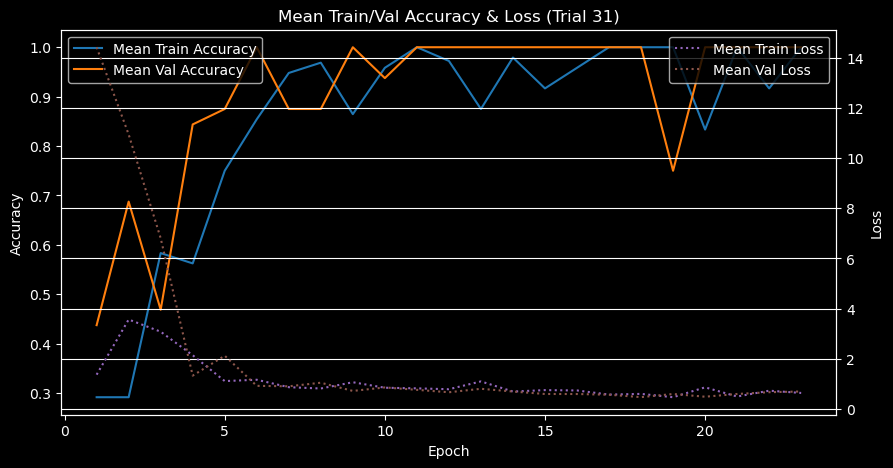 Mean Train/Val Accuracy & Loss (Trial 31)
Mean Train Accuracy
Mean Val Accuracy
Mean Train Loss
Mean Val Loss
Accuracy
1.0
0.9
0.8
0.7
0.6
0.5
0.4
0.3
14
12
10
8
6
4
2
0
Loss
0
5
10
15
20
Epoch